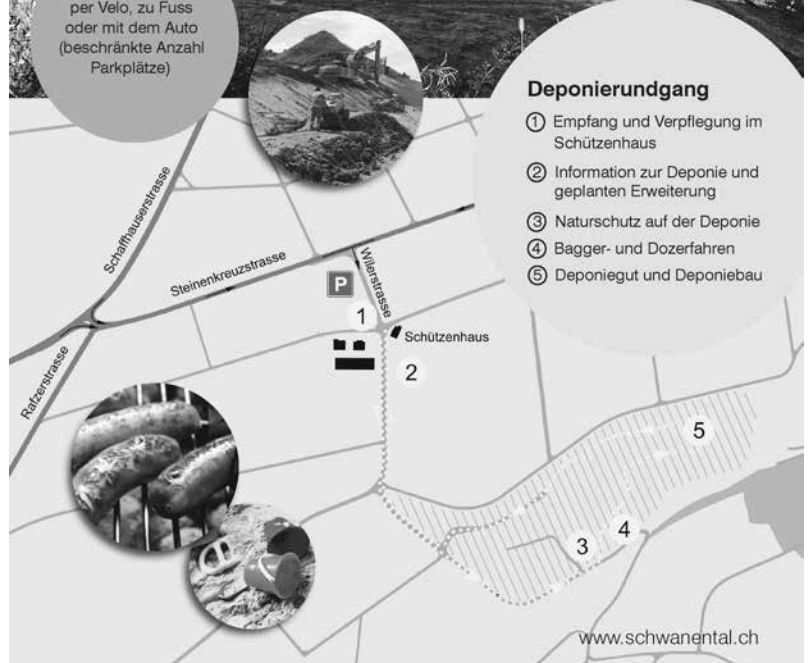 per Velo, zu Fuss
oder mit dem Auto
(beschränkte Anzahl
Parkplätze)
Deponierundgang
1 Empfang und Verpflegung im
Schützenhaus
2 Information zur Deponie und
geplanten Erweiterung
3 Naturschutz auf der Deponie
4 Bagger- und Dozerfahren
5 Deponiegut und Deponiebau
Schaffhauserstrasse
Steinenkreuzstrasse
Wilerstrasse
P
1
Schützenhaus
Rafzerstrasse
2
5
4
3
www.schwanental.ch